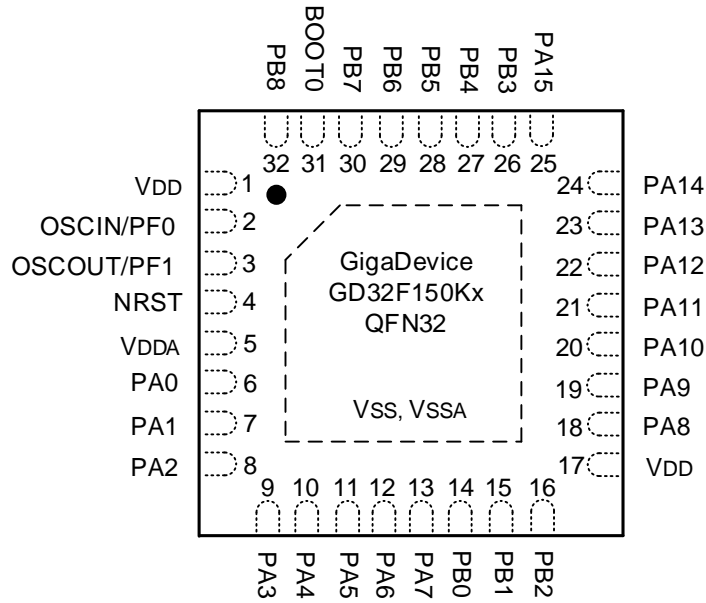 PB8 BOOT0 PB7 PB6 PB5 PB4 PB3 PA15
32 31 30 29 28 27 26 25
VDD 1
OSCIN/PF0 2
OSCOUT/PF1 3
NRST 4
VDDA 5
PA0 6
PA1 7
PA2 8
GigaDevice
GD32F150Kx
QFN32
VSS, VSSA
24 PA14
23 PA13
22 PA12
21 PA11
20 PA10
19 PA9
18 PA8
17 VDD
9 10 11 12 13 14 15 16
PA3 PA4 PA5 PA6 PA7 PB0 PB1 PB2